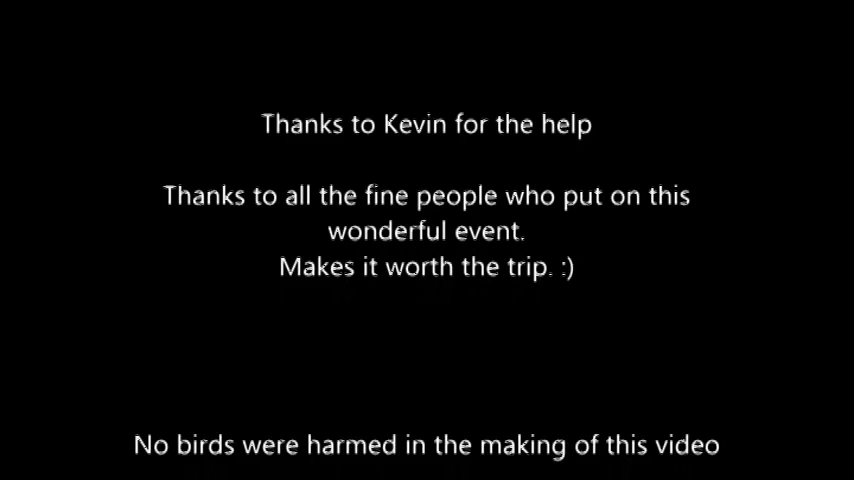 Thanks to Kevin for the help
Thanks to all the fine people who put on this
wonderful event.
Makes it worth the trip. :)
No birds were harmed in the making of this video